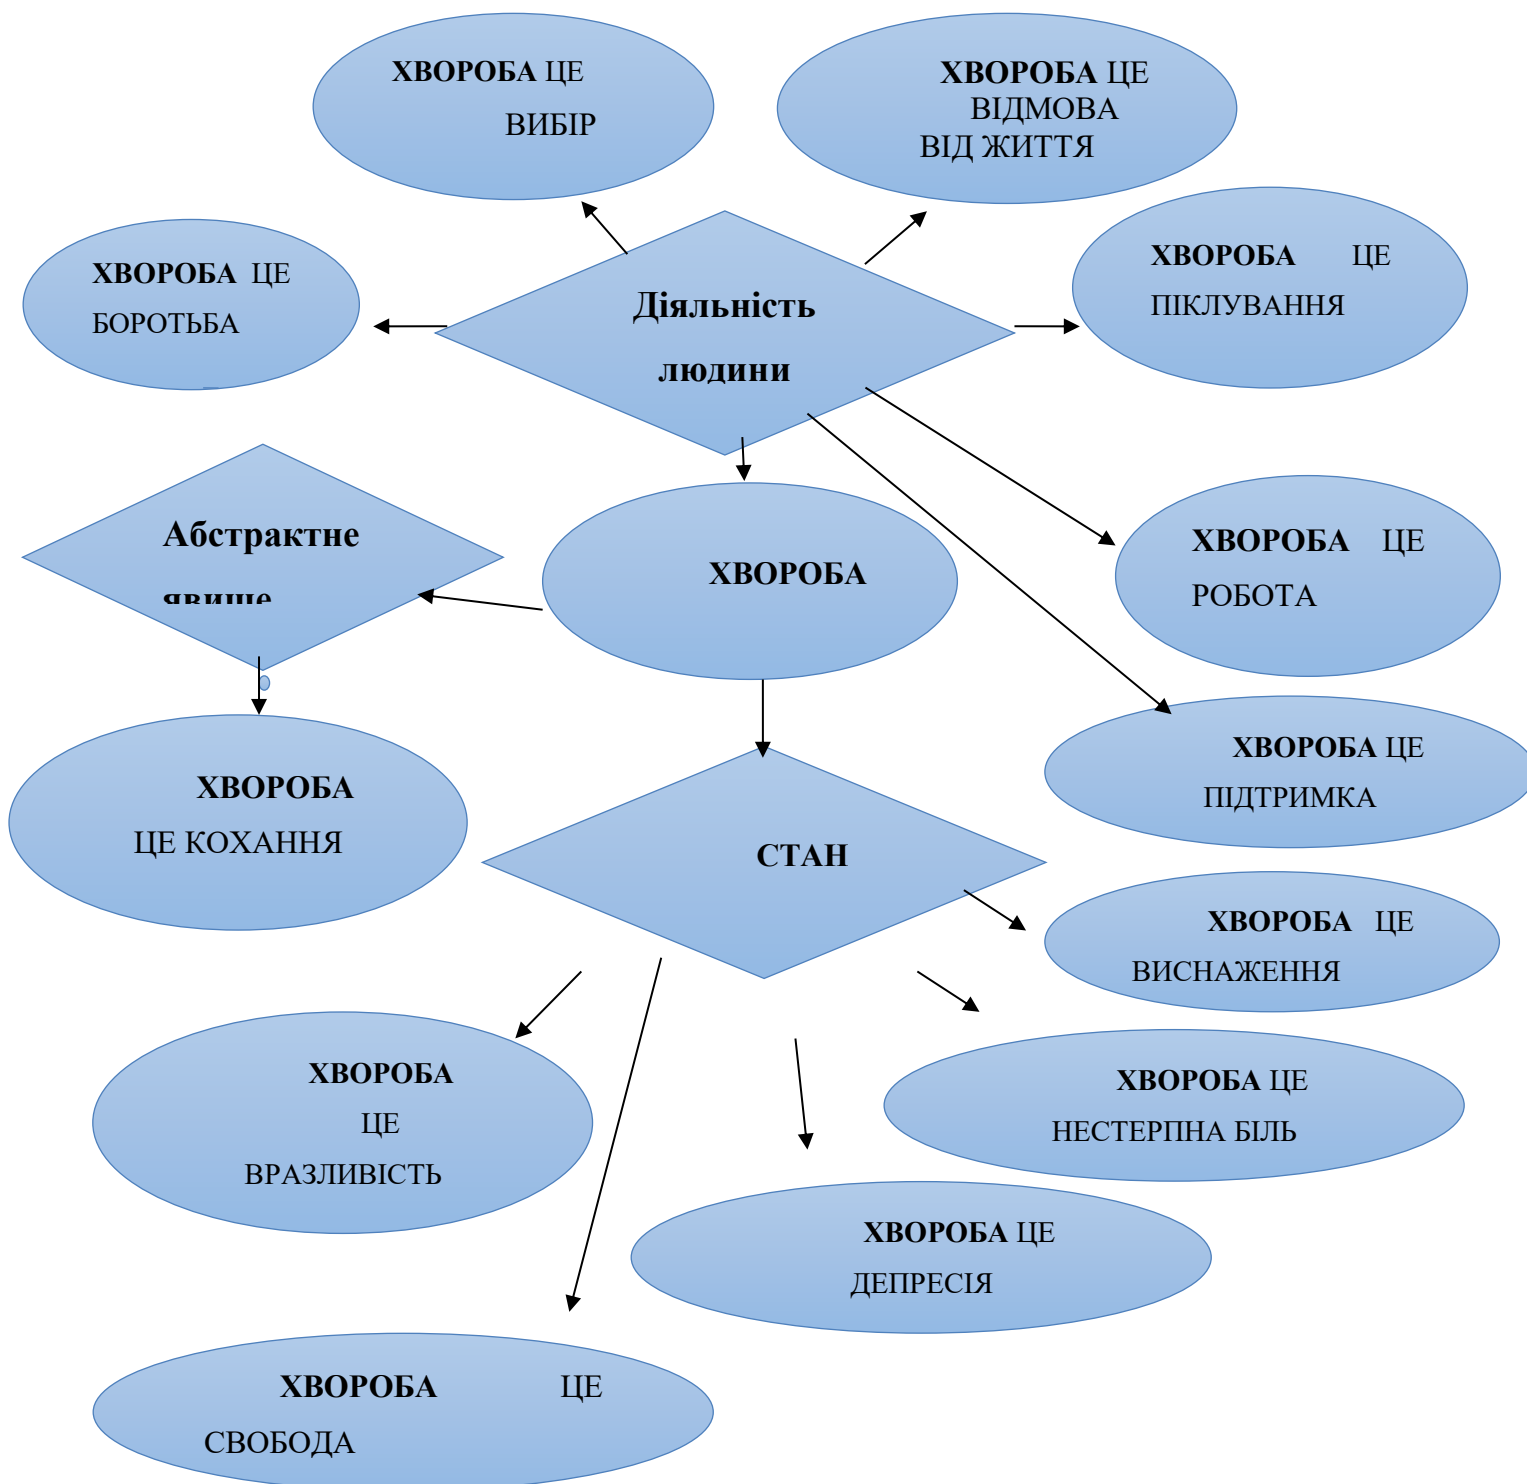 ХВОРОБА ЦЕ
ВИБІР
ХВОРОБА ЦЕ
ВІДМОВА
ВІД ЖИТТЯ
ХВОРОБА ЦЕ
БОРОТЬБА
Діяльність
людини
ХВОРОБА ЦЕ
ПІКЛУВАННЯ
Абстрактне
явище
ХВОРОБА
ХВОРОБА ЦЕ
РОБОТА
ХВОРОБА
ЦЕ КОХАННЯ
ХВОРОБА ЦЕ
ПІДТРИМКА
СТАН
ХВОРОБА ЦЕ
ВИСНАЖЕННЯ
ХВОРОБА
ЦЕ
ВРАЗЛИВІСТЬ
ХВОРОБА ЦЕ
НЕСТЕРПНА БІЛЬ
ХВОРОБА ЦЕ
ДЕПРЕСІЯ
ХВОРОБА ЦЕ
СВОБОДА